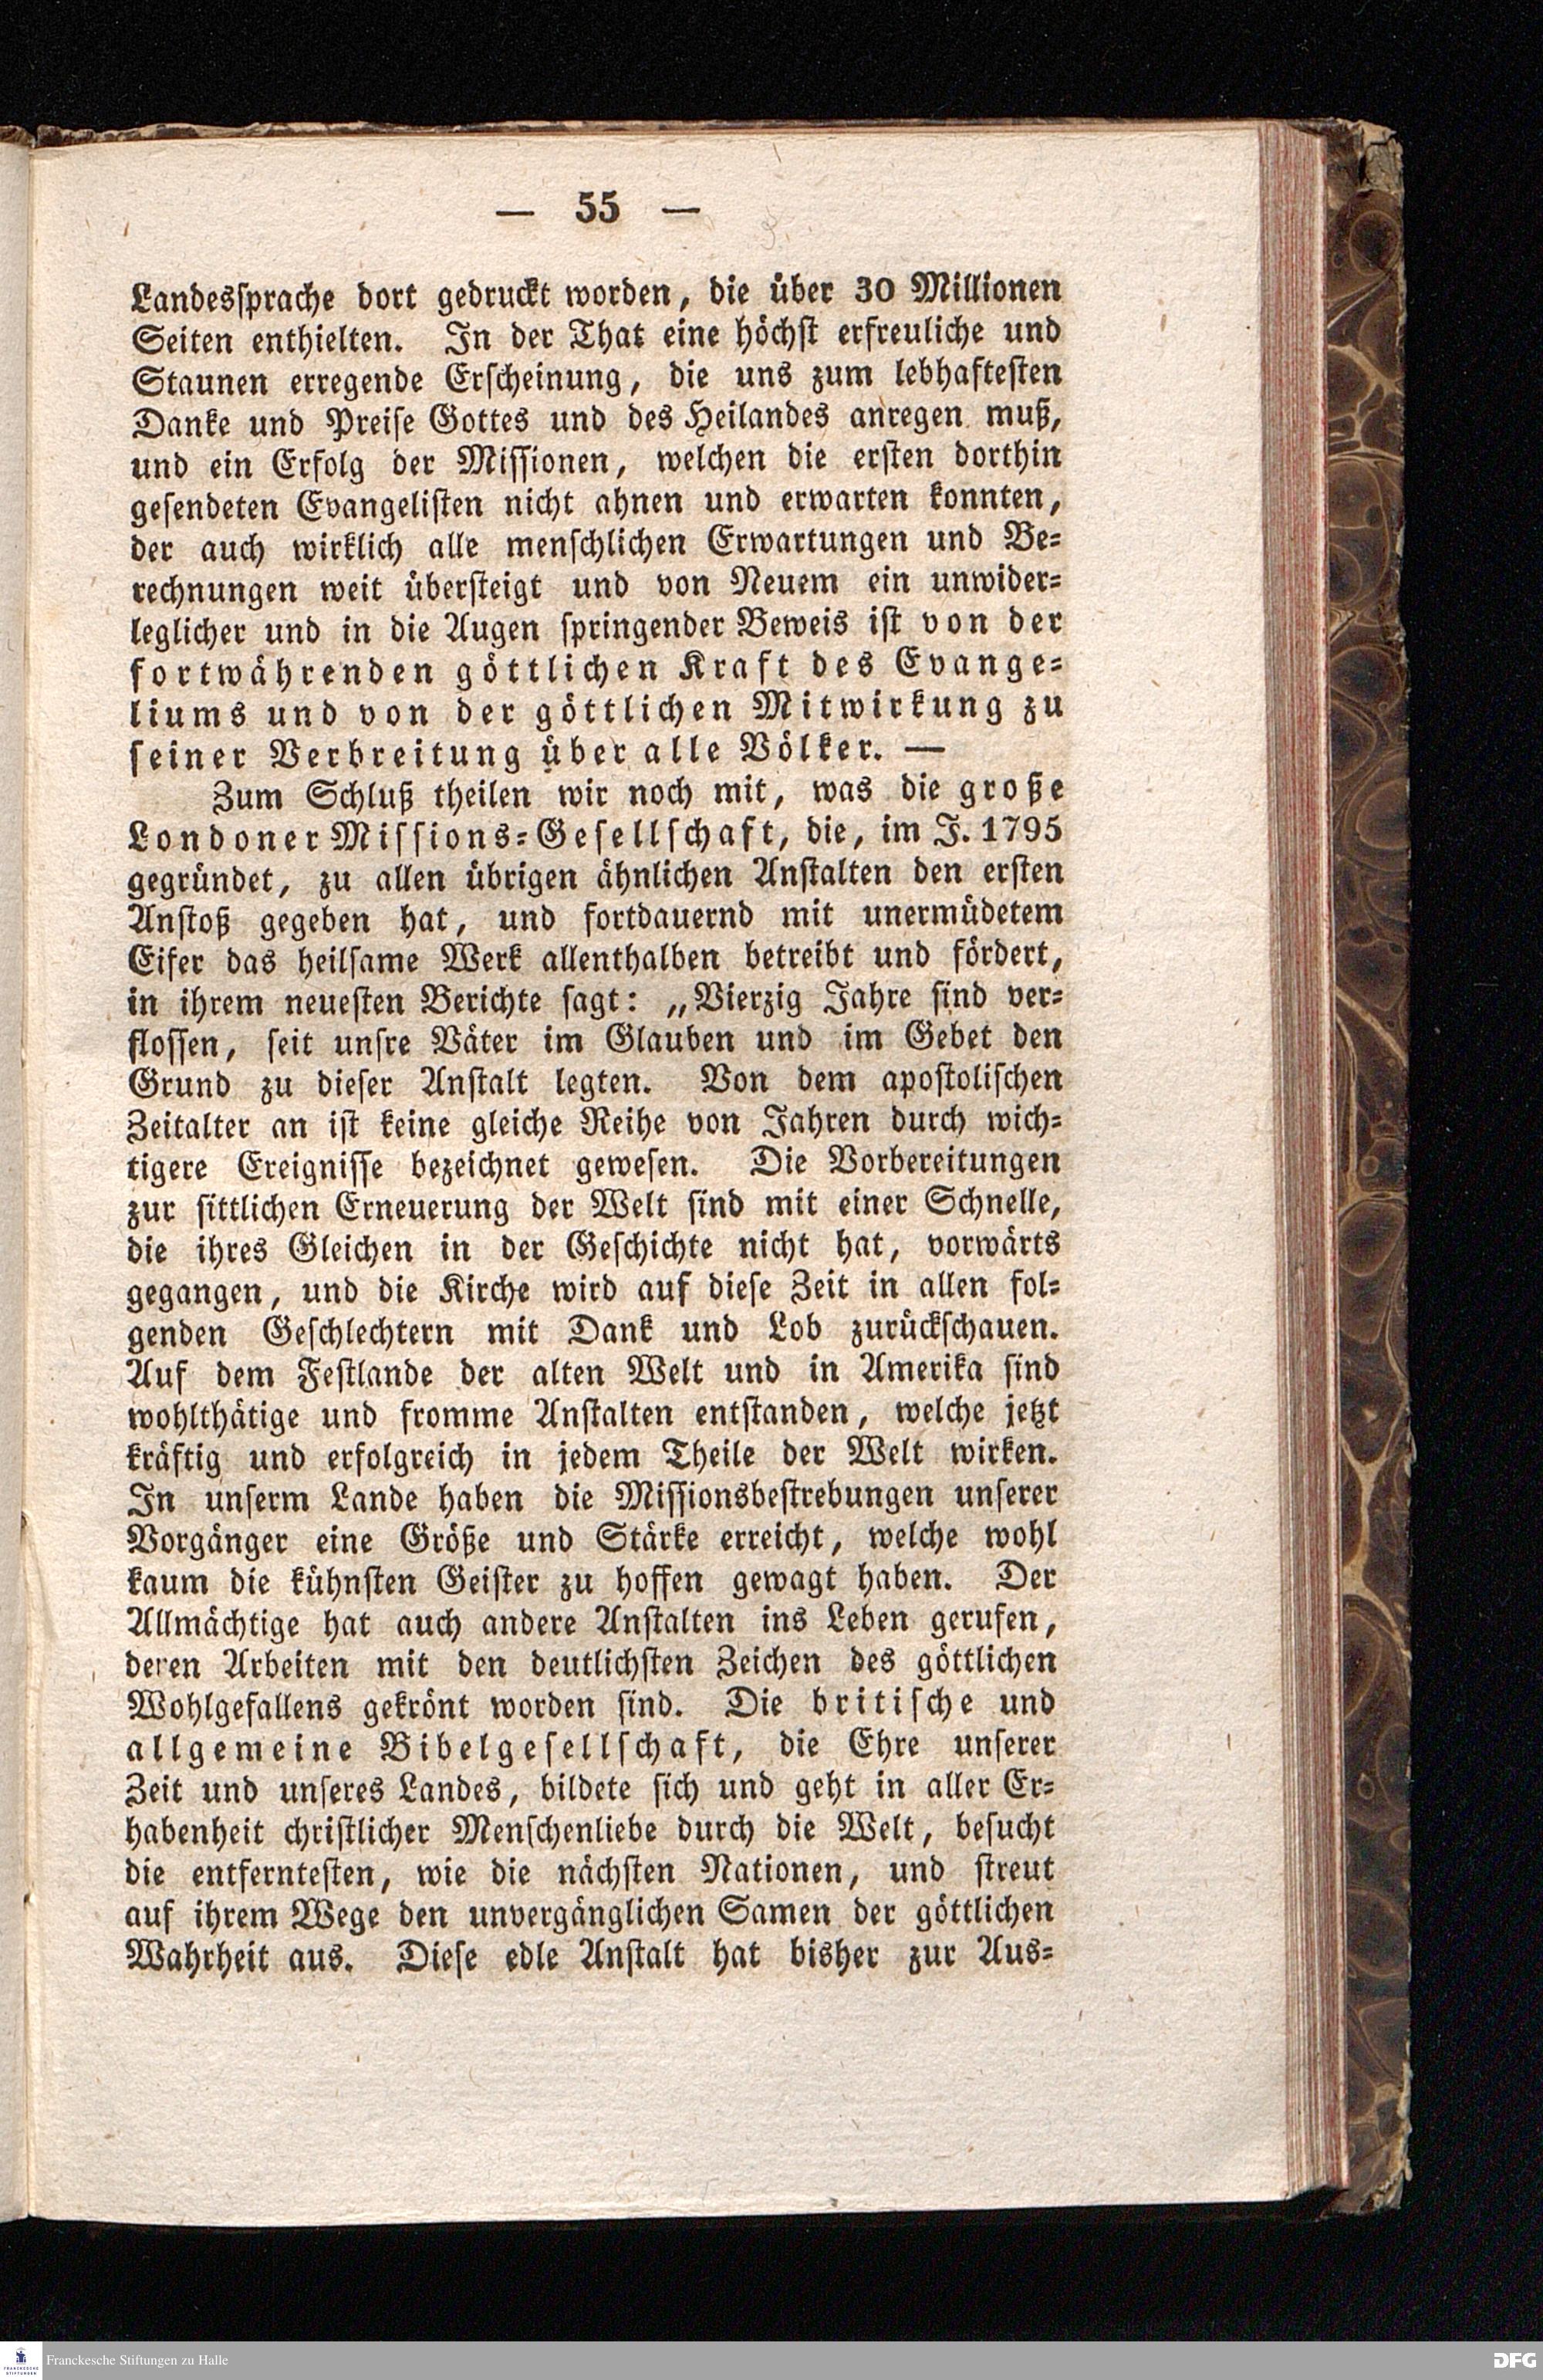 — 55 —
Landessprache dort gedruckt worden, die über 30 Millionen
Seiten enthielten. In der That eine höchst erfreuliche und
Staunen erregende Erscheinung, die uns zum lebhaftesten
Danke und Preise Gottes und des Heilandes anregen muß,
und ein Erfolg der Missionen, welchen die ersten dorthin
gesendeten Evangelisten nicht ahnen und erwarten konnten,
der auch wirklich alle menschlichen Erwartungen und Be-
rechnungen weit übersteigt und von Neuem ein unwider-
leglicher und in die Augen springender Beweis ist von der
fortwährenden göttlichen Kraft des Evange-
liums und von der göttlichen Mitwirkung zu
seiner Verbreitung über alle Völker. —
Zum Schluß theilen wir noch mit, was die große
Londoner Missions-Gesellschaft, die, im J. 1795
gegründet, zu allen übrigen ähnlichen Anstalten den ersten
Anstoß gegeben hat, und fortdauernd mit unermüdetem
Eifer das heilsame Werk allenthalben betreibt und fördert,
in ihrem neuesten Berichte sagt: „Vierzig Jahre sind ver-
flossen, seit unsre Väter im Glauben und im Gebet den
Grund zu dieser Anstalt legten. Von dem apostolischen
Zeitalter an ist keine gleiche Reihe von Jahren durch wich-
tigere Ereignisse bezeichnet gewesen. Die Vorbereitungen
zur sittlichen Erneuerung der Welt sind mit einer Schnelle,
die ihres Gleichen in der Geschichte nicht hat, vorwärts
gegangen, und die Kirche wird auf diese Zeit in allen fol-
genden Geschlechtern mit Dank und Lob zurückschauen.
Auf dem Festlande der alten Welt und in Amerika sind
wohlthätige und fromme Anstalten entstanden, welche jetzt
kräftig und erfolgreich in jedem Theile der Welt wirken.
In unserm Lande haben die Missionsbestrebungen unserer
Vorgänger eine Größe und Stärke erreicht, welche wohl
kaum die kühnsten Geister zu hoffen gewagt haben. Der
Allmächtige hat auch andere Anstalten ins Leben gerufen,
deren Arbeiten mit den deutlichsten Zeichen des göttlichen
Wohlgefallens gekrönt worden sind. Die britische und
allgemeine Bibelgesellschaft, die Ehre unserer
Zeit und unseres Landes, bildete sich und geht in aller Er-
habenheit christlicher Menschenliebe durch die Welt, besucht
die entferntesten, wie die nächsten Nationen, und streut
auf ihrem Wege den unvergänglichen Samen der göttlichen
Wahrheit aus. Diese edle Anstalt hat bisher zur Aus-
FRANCKESCHE
STIFTUNGEN
Franckesche Stiftungen zu Halle
DFG